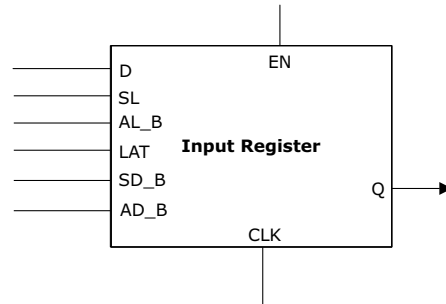 EN
D
SL
AL_B
LAT
Input Register
SD_B
Q
AD_B
CLK